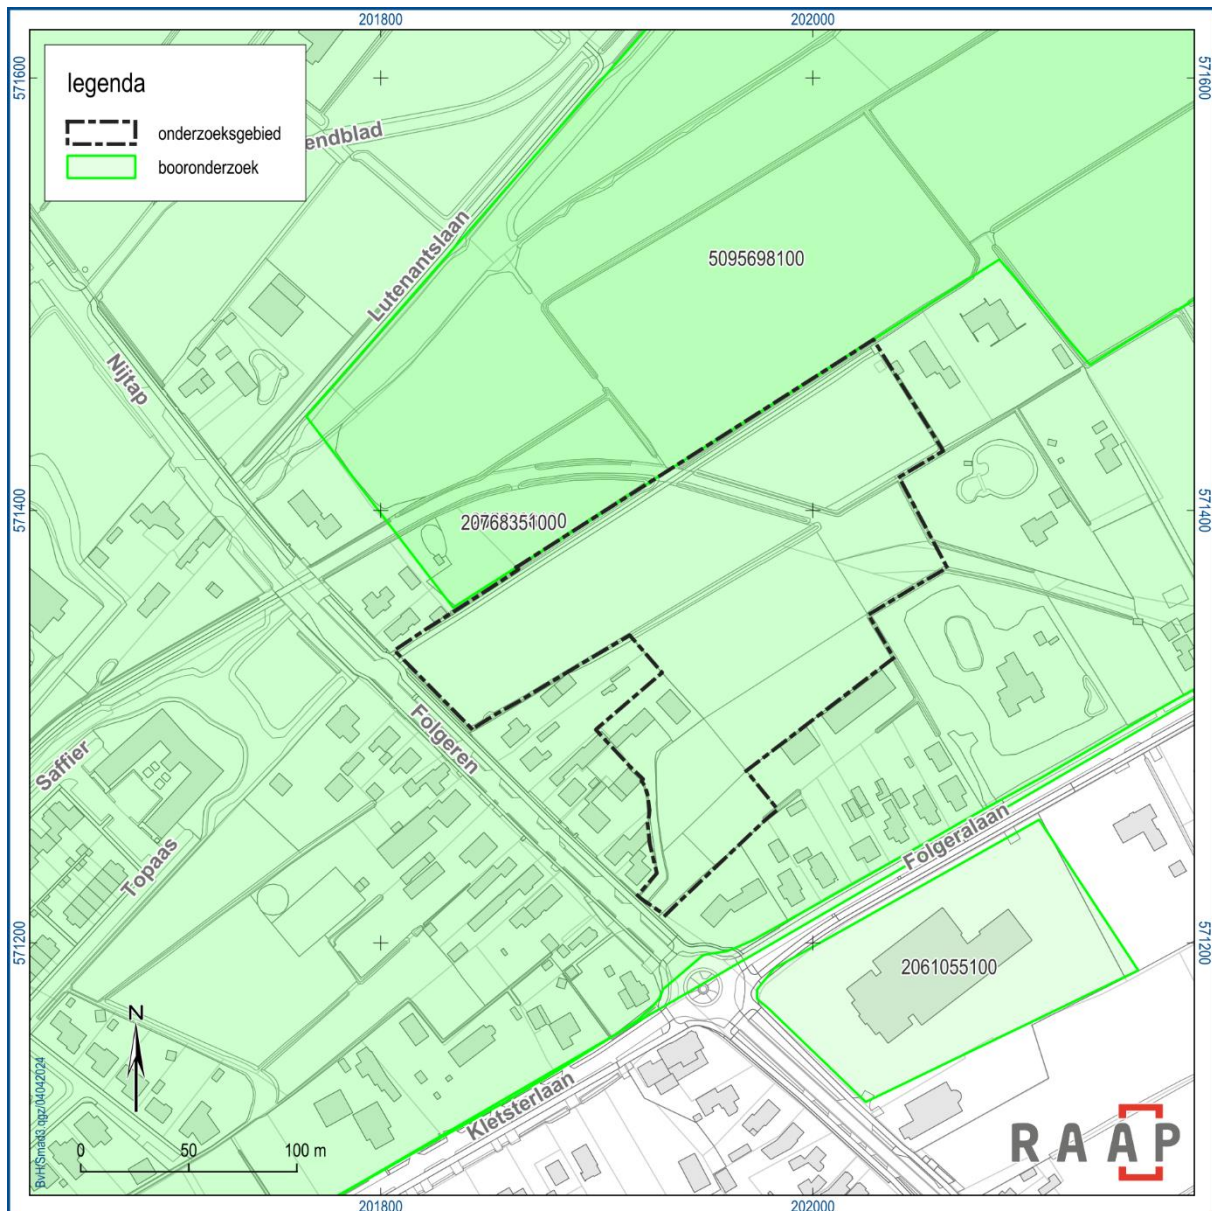 201800
202000
571600
571600
legenda
onderzoeksgebied
booronderzoek
endblad
Lutenantslaan
5095698100
Nijtap
571400
571400
Folgeren
Saffier
Topaas
Folgeralaan
571200
571200
2061055100
N
Kletsterlaan
0 50 100 m
RAAP
201800
202000